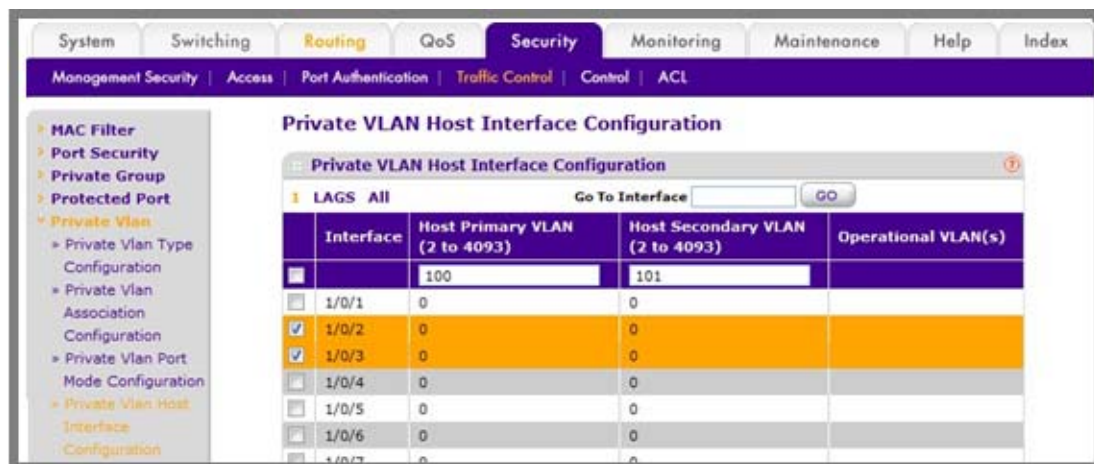 System Switching Routing QoS Security Monitoring Maintenance Help Index
Management Security | Access | Port Authentication | Traffic Control | Control | ACL
MAC Filter
Port Security
Private Group
Protected Port
Private Vlan
» Private Vlan Type
Configuration
» Private Vlan
Association
Configuration
» Private Vlan Port
Mode Configuration
» Private Vlan Host
Interface
Configuration
Private VLAN Host Interface Configuration
Private VLAN Host Interface Configuration ?
1 LAGS All Go To Interface GO
Interface Host Primary VLAN (2 to 4093) Host Secondary VLAN (2 to 4093) Operational VLAN(s)
100 101
1/0/1 0 0
1/0/2 0 0
1/0/3 0 0
1/0/4 0 0
1/0/5 0 0
1/0/6 0 0
1/0/7 0 0